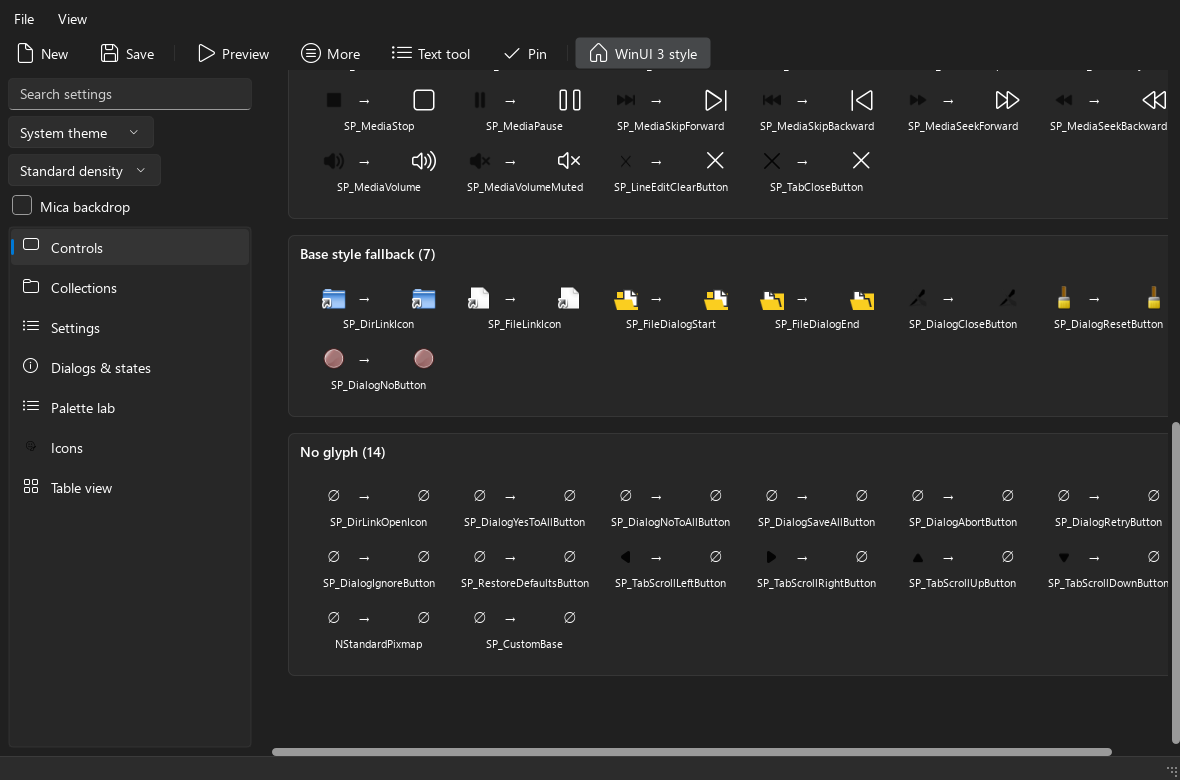 File View
New Save Preview More Text tool Pin WinUI 3 style
Search settings
System theme
Standard density
Mica backdrop
Controls
Collections
Settings
Dialogs & states
Palette lab
Icons
Table view
SP_MediaStop SP_MediaPause SP_MediaSkipForward SP_MediaSkipBackward SP_MediaSeekForward SP_MediaSeekBackward
SP_MediaVolume SP_MediaVolumeMuted SP_LineEditClearButton SP_TabCloseButton
Base style fallback (7)
SP_DirLinkIcon SP_FileLinkIcon SP_FileDialogStart SP_FileDialogEnd SP_DialogCloseButton SP_DialogResetButton
SP_DialogNoButton
No glyph (14)
SP_DirLinkOpenIcon SP_DialogYesToAllButton SP_DialogNoToAllButton SP_DialogSaveAllButton SP_DialogAbortButton SP_DialogRetryButton
SP_DialogIgnoreButton SP_RestoreDefaultsButton SP_TabScrollLeftButton SP_TabScrollRightButton SP_TabScrollUpButton SP_TabScrollDownButton
NStandardPixmap SP_CustomBase